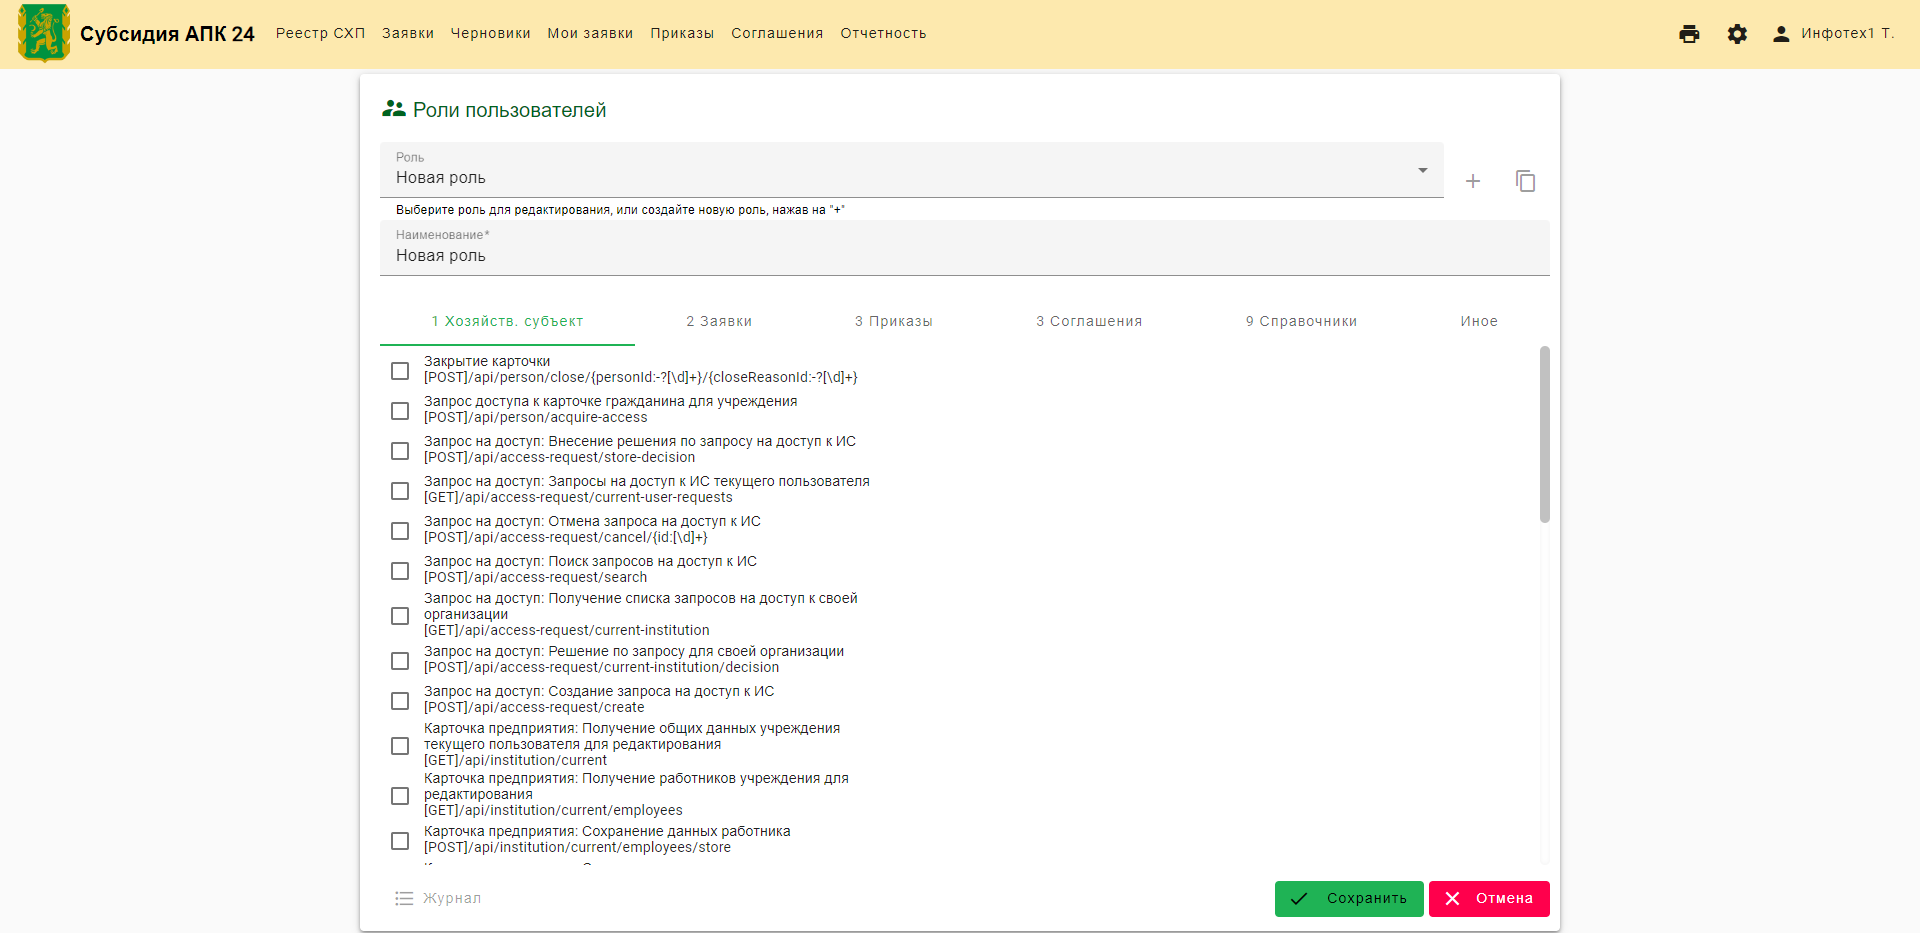 Субсидия АПК 24
Реестр СХП Заявки Черновики Мои заявки Приказы Соглашения Отчетность
Инфотех1 Т.
Роли пользователей
Роль
Новая роль
Выберите роль для редактирования, или создайте новую роль, нажав на "+"
Наименование*
Новая роль
1 Хозяйств. субъект 2 Заявки 3 Приказы 3 Соглашения 9 Справочники Иное
Закрытие карточки
[POST]/api/person/close/{personId:-?[\d]+}/{closeReasonId:-?[\d]+}
Запрос доступа к карточке гражданина для учреждения
[POST]/api/person/acquire-access
Запрос на доступ: Внесение решения по запросу на доступ к ИС
[POST]/api/access-request/store-decision
Запрос на доступ: Запросы на доступ к ИС текущего пользователя
[GET]/api/access-request/current-user-requests
Запрос на доступ: Отмена запроса на доступ к ИС
[POST]/api/access-request/cancel/{id:[\d]+}
Запрос на доступ: Поиск запросов на доступ к ИС
[POST]/api/access-request/search
Запрос на доступ: Получение списка запросов на доступ к своей
организации
[GET]/api/access-request/current-institution
Запрос на доступ: Решение по запросу для своей организации
[POST]/api/access-request/current-institution/decision
Запрос на доступ: Создание запроса на доступ к ИС
[POST]/api/access-request/create
Карточка предприятия: Получение общих данных учреждения
текущего пользователя для редактирования
[GET]/api/institution/current
Карточка предприятия: Получение работников учреждения для
редактирования
[GET]/api/institution/current/employees
Карточка предприятия: Сохранение данных работника
[POST]/api/institution/current/employees/store
Журнал
Сохранить
Отмена